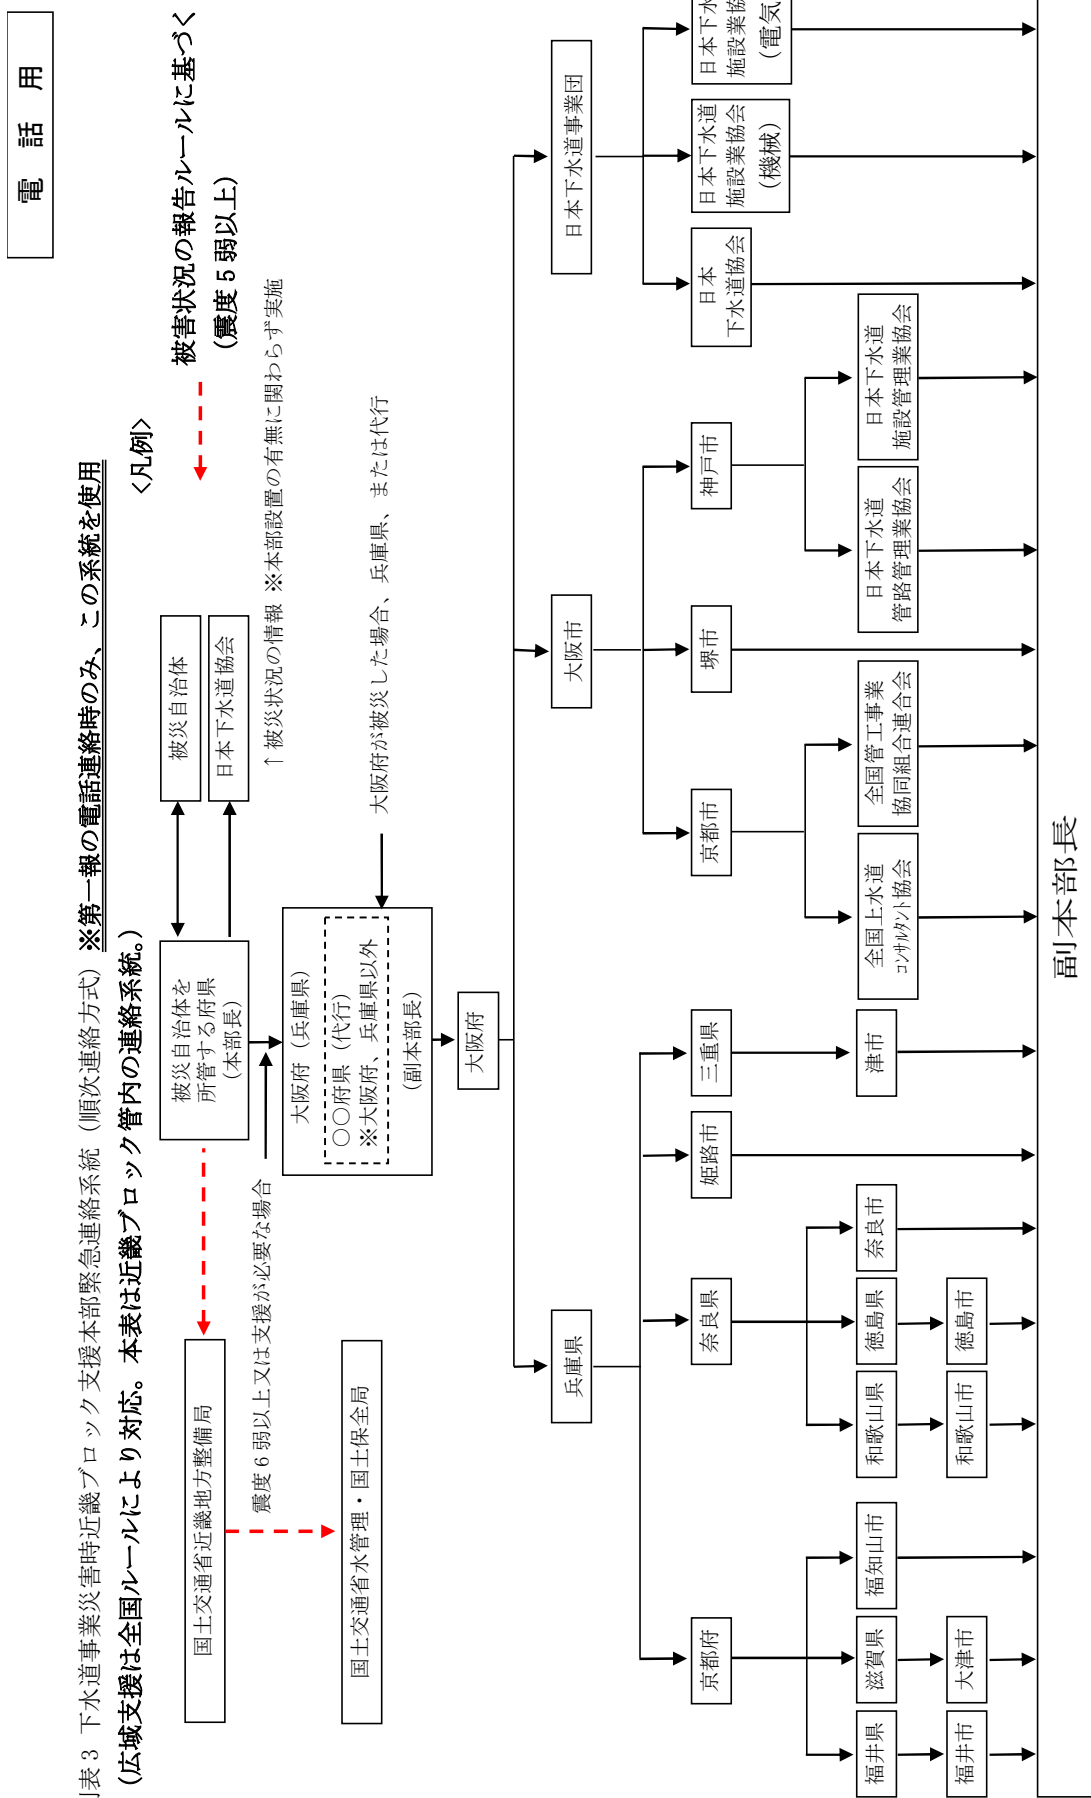 電 話 用
表 3 下水道事業災害時近畿ブロック支援本部緊急連絡系統（順次連絡方式）※第一報の電話連絡時のみ、この系統を使用
（広域支援は全国ルールにより対応。本表は近畿ブロック管内の連絡系統。）
<凡例>
被害状況の報告ルールに基づく
（震度 5 弱以上）
被災自治体
日本下水道協会
↑被災状況の情報 ※本部設置の有無に関わらず実施
被災自治体を
所管する府県
（本部長）
国土交通省近畿地方整備局
震度 6 弱以上又は支援が必要な場合
国土交通省水管理・国土保全局
大阪府（兵庫県）
〇〇府県（代行）
※大阪府、兵庫県以外
（副本部長）
大阪府が被災した場合、兵庫県、または代行
大阪府
兵庫県
大阪市
日本下水道事業団
京都府
奈良県
姫路市
三重県
京都市
堺市
神戸市
日本
下水道協会
日本下水道
施設業協会
（機械）
日本下水
施設業協
（電気
福井県
滋賀県
福知山市
和歌山県
徳島県
奈良市
津市
全国上水道
コンサルタント協会
全国管工事業
協同組合連合会
日本下水道
管路管理業協会
日本下水道
施設管理業協会
福井市
大津市
和歌山市
徳島市
副本部長